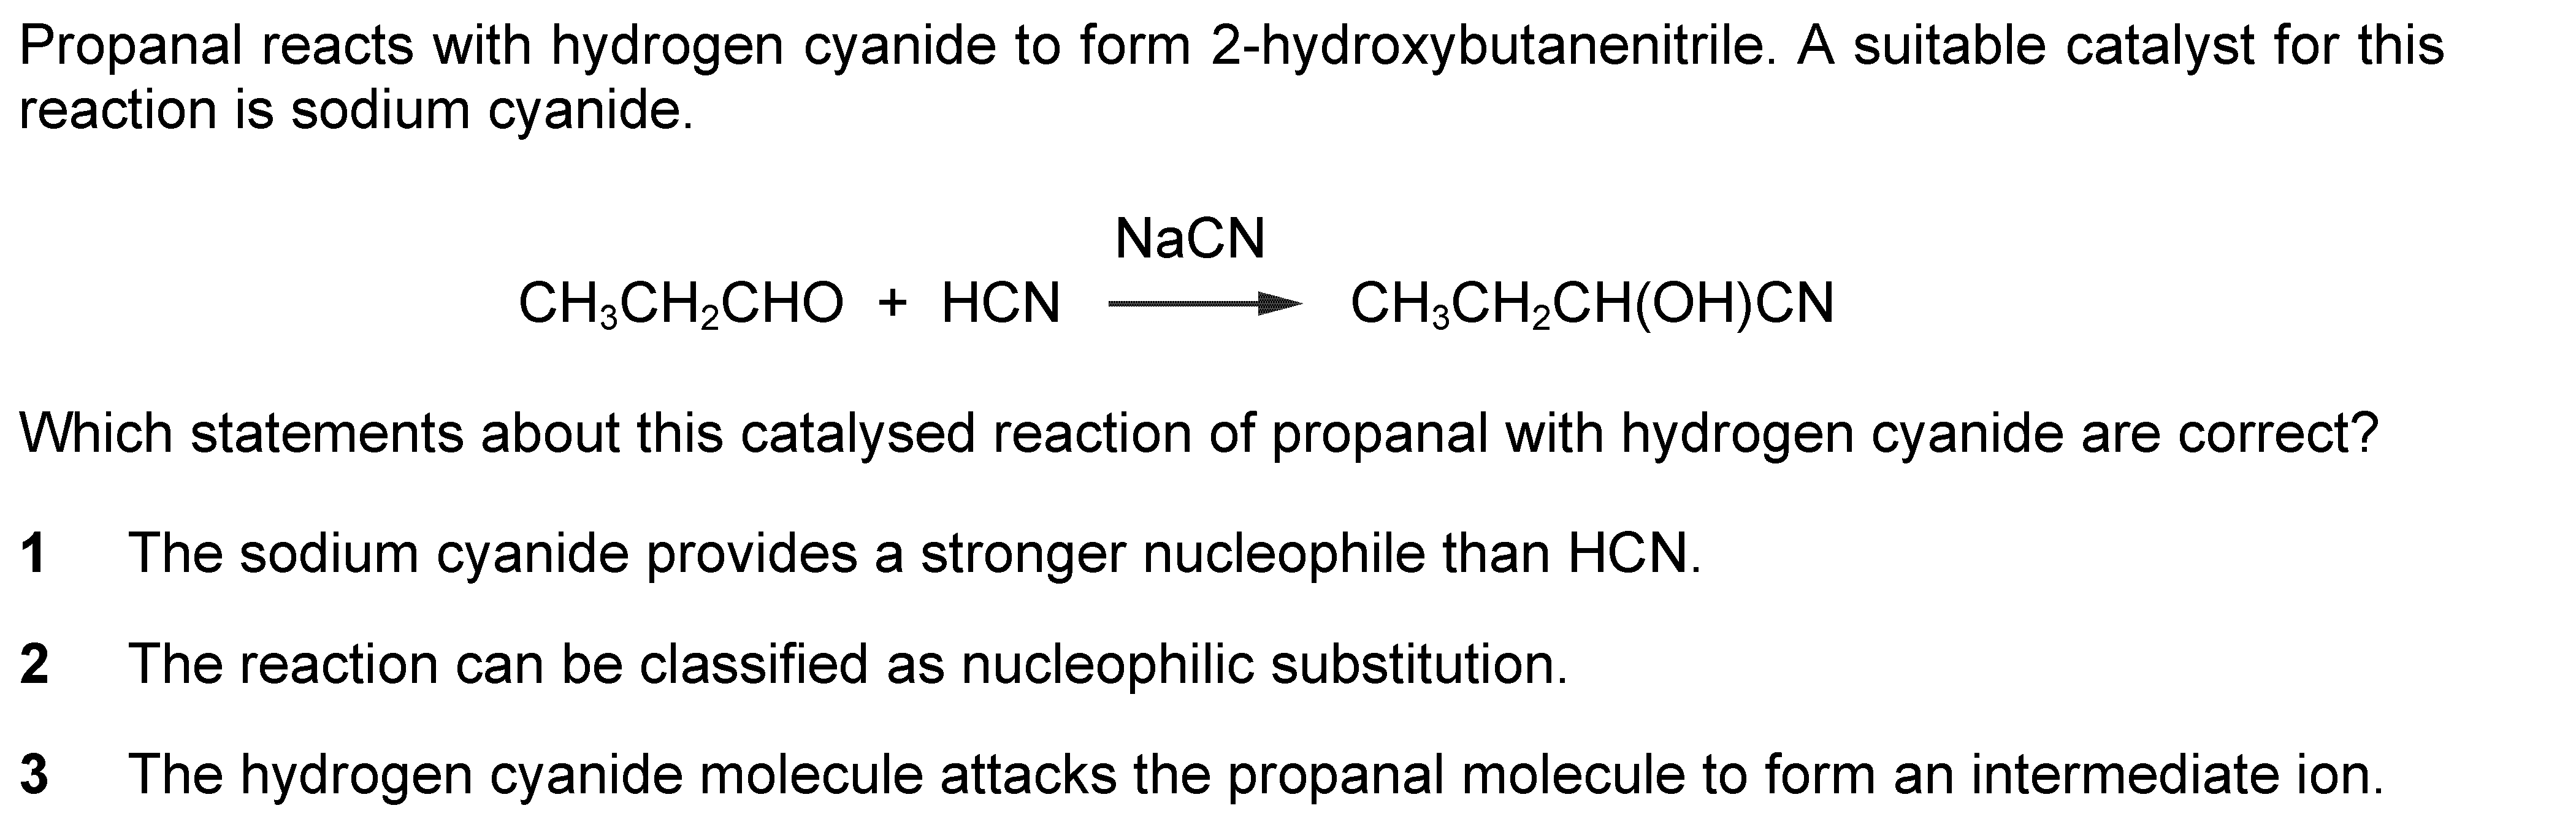 Propanal reacts with hydrogen cyanide to form 2-hydroxybutanenitrile. A suitable catalyst for this
reaction is sodium cyanide.
NaCN
CH₃CH₂CHO + HCN → CH₃CH₂CH(OH)CN
Which statements about this catalysed reaction of propanal with hydrogen cyanide are correct?
1 The sodium cyanide provides a stronger nucleophile than HCN.
2 The reaction can be classified as nucleophilic substitution.
3 The hydrogen cyanide molecule attacks the propanal molecule to form an intermediate ion.